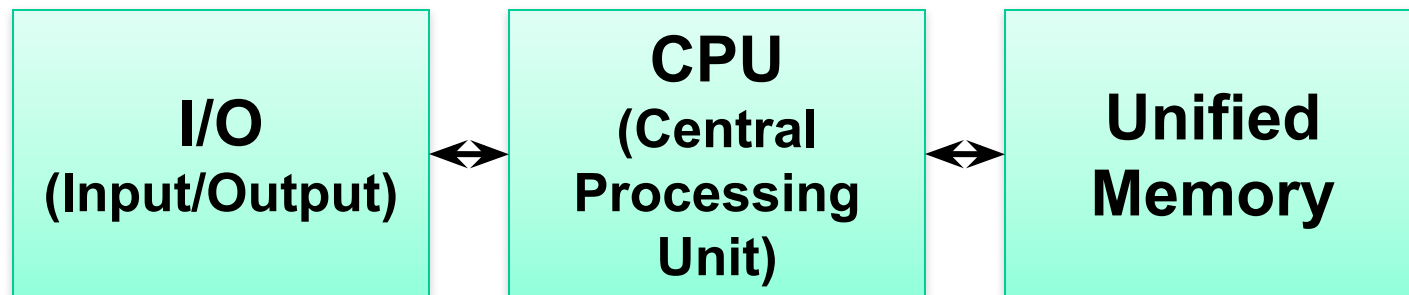 I/O
(Input/Output)
CPU
(Central
Processing
Unit)
Unified
Memory